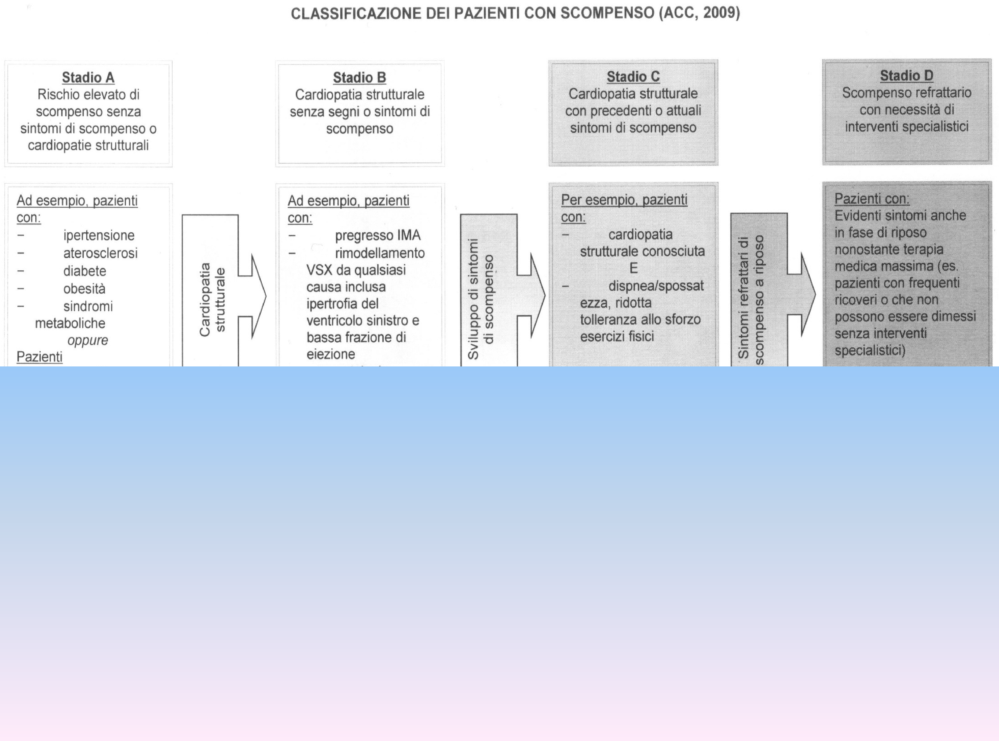 CLASSIFICAZIONE DEI PAZIENTI CON SCOMPENSO (ACC, 2009)
Stadio A
Rischio elevato di
scompenso senza
sintomi di scompenso o
cardiopatie strutturali
Stadio B
Cardiopatia strutturale
senza segni o sintomi di
scompenso
Stadio C
Cardiopatia strutturale
con precedenti o attuali
sintomi di scompenso
Stadio D
Scompenso refrattario
con necessità di
interventi specialistici
Ad esempio, pazienti
con:
– ipertensione
– aterosclerosi
– diabete
– obesità
– sindromi
metaboliche
oppure
Pazienti
Cardiopatia
strutturale
Ad esempio, pazienti
con:
– pregresso IMA
– rimodellamento
VSX da qualsiasi
causa inclusa
ipertrofia del
ventricolo sinistro e
bassa frazione di
eiezione
Sviluppo di sintomi
di scompenso
Per esempio, pazienti
con:
– cardiopatia
strutturale conosciuta
E
– dispnea/spossat
ezza, ridotta
tolleranza allo sforzo
esercizi fisici
Sintomi refrattari di
scompenso a riposo
Pazienti con:
Evidenti sintomi anche
in fase di riposo
nonostante terapia
medica massima (es.
pazienti con frequenti
ricoveri o che non
possono essere dimessi
senza interventi
specialistici)